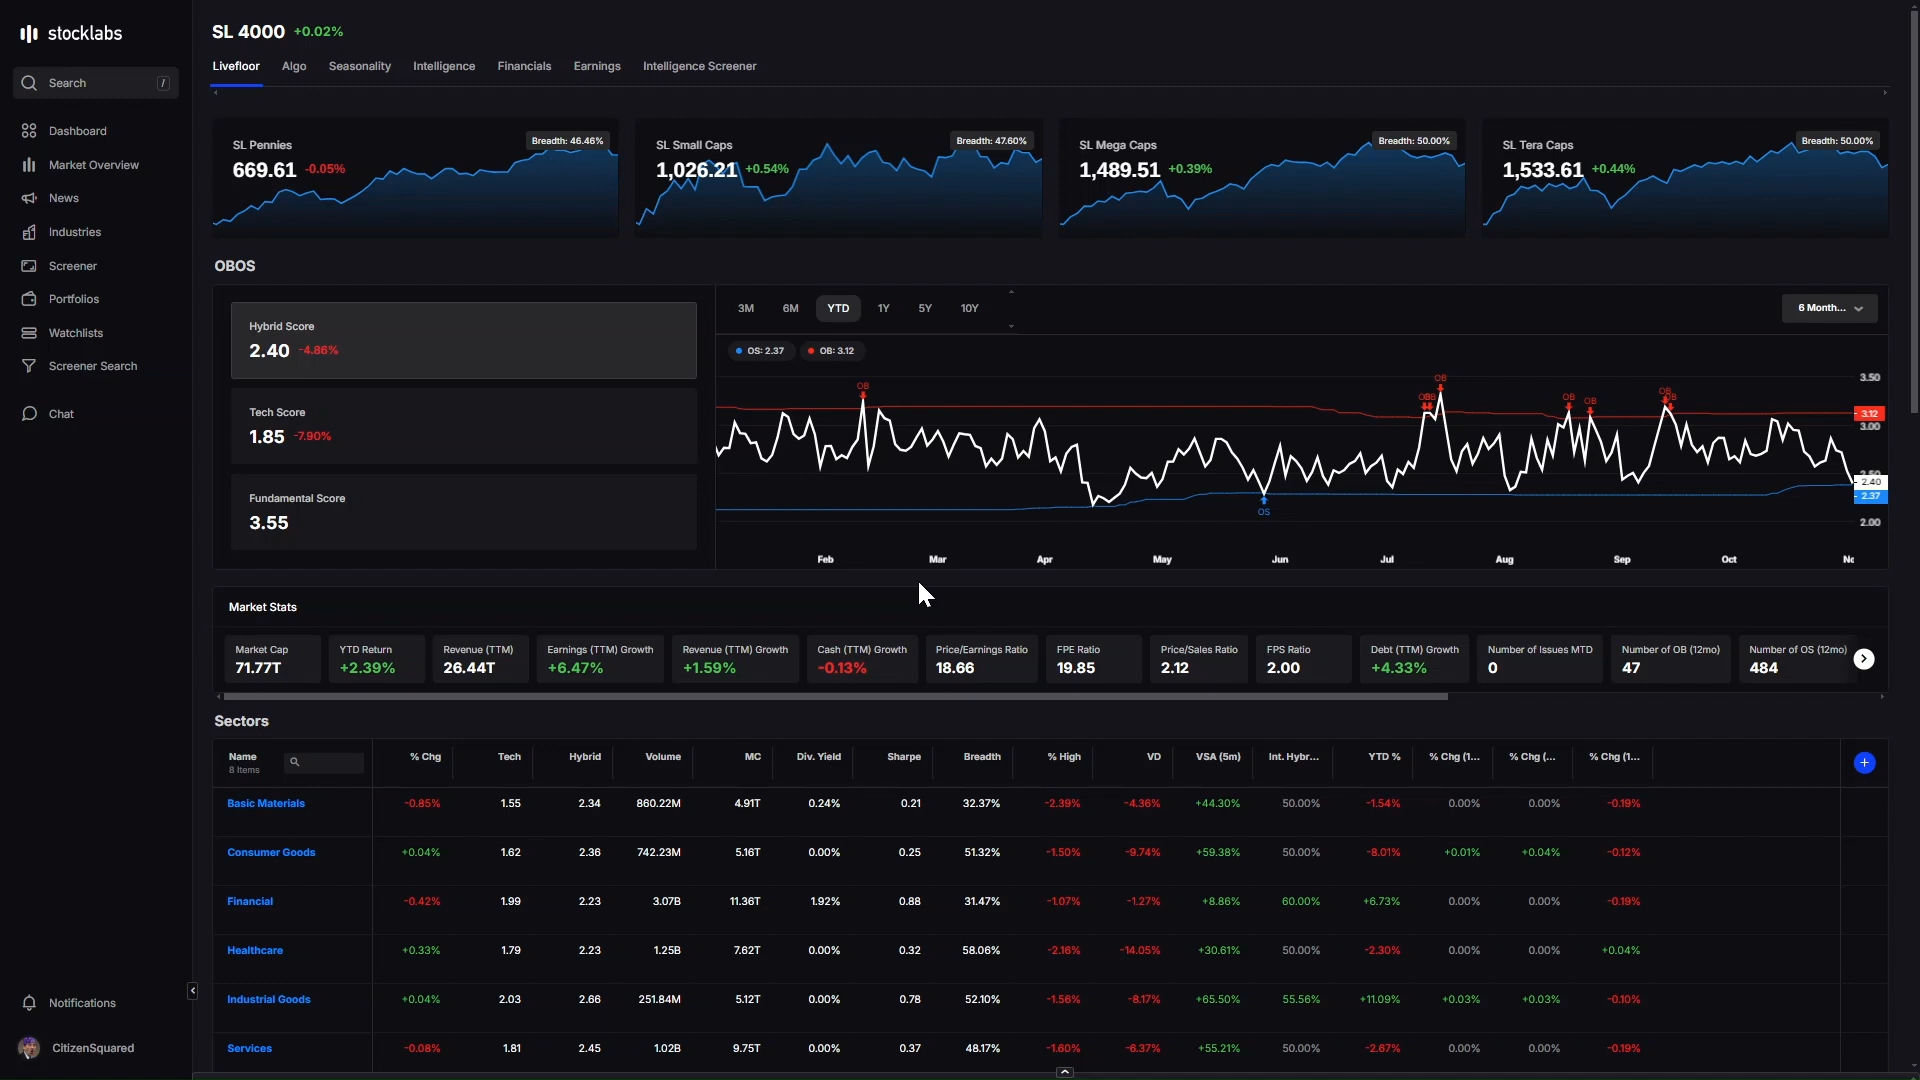 stocklabs
Search /
Dashboard
Market Overview
News
Industries
Screener
Portfolios
Watchlists
Screener Search
Chat
Notifications
CitizenSquared
SL 4000 +0.02%
Livefloor Algo Seasonality Intelligence Financials Earnings Intelligence Screener
SL Pennies Breadth: 46.46%
669.61 -0.05%
SL Small Caps Breadth: 47.60%
1,026.21 +0.54%
SL Mega Caps Breadth: 50.00%
1,489.51 +0.39%
SL Tera Caps Breadth: 50.00%
1,533.61 +0.44%
OBOS
Hybrid Score
2.40 -4.86%
Tech Score
1.85 -7.90%
Fundamental Score
3.55
3M 6M YTD 1Y 5Y 10Y 6 Month...
OS: 2.37 OB: 3.12
OB OB OB OB OB
OS
3.50
3.12
3.00
2.50
2.40
2.37
2.00
Feb Mar Apr May Jun Jul Aug Sep Oct
Market Stats
Market Cap YTD Return Revenue (TTM) Earnings (TTM) Growth Revenue (TTM) Growth Cash (TTM) Growth Price/Earnings Ratio FPE Ratio Price/Sales Ratio FPS Ratio Debt (TTM) Growth Number of Issues MTD Number of OB (12mo) Number of OS (12mo)
71.77T +2.39% 26.44T +6.47% +1.59% -0.13% 18.66 19.85 2.12 2.00 +4.33% 0 47 484
Sectors
Name % Chg Tech Hybrid Volume MC Div. Yield Sharpe Breadth % High VD VSA (5m) Int. Hybr... YTD % % Chg (1... % Chg (... % Chg (1...
8 Items
Basic Materials -0.85% 1.55 2.34 860.22M 4.91T 0.24% 0.21 32.37% -2.39% -4.36% +44.30% 50.00% -1.54% 0.00% 0.00% -0.19%
Consumer Goods +0.04% 1.62 2.36 742.23M 5.16T 0.00% 0.25 51.32% -1.50% -9.74% +59.38% 50.00% -8.01% +0.01% +0.04% -0.12%
Financial -0.42% 1.99 2.23 3.07B 11.36T 1.92% 0.88 31.47% -1.07% -1.27% +8.86% 60.00% +6.73% 0.00% 0.00% -0.19%
Healthcare +0.33% 1.79 2.23 1.25B 7.62T 0.00% 0.32 58.06% -2.16% -14.05% +30.61% 50.00% -2.30% 0.00% 0.00% +0.04%
Industrial Goods +0.04% 2.03 2.66 251.84M 5.12T 0.00% 0.78 52.10% -1.56% -8.17% +65.50% 55.56% +11.09% +0.03% +0.03% -0.10%
Services -0.08% 1.81 2.45 1.02B 9.75T 0.00% 0.37 48.17% -1.60% -6.37% +55.21% 50.00% -2.67% 0.00% 0.00% -0.19%